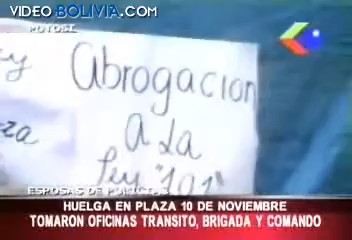 VIDEO BOLIVIA.COM
POTOSI
Abrogacion
A La
Ley "101"
ESPOSAS DE POLICIAS
HUELGA EN PLAZA 10 DE NOVIEMBRE
TOMARON OFICINAS TRANSITO, BRIGADA Y COMANDO